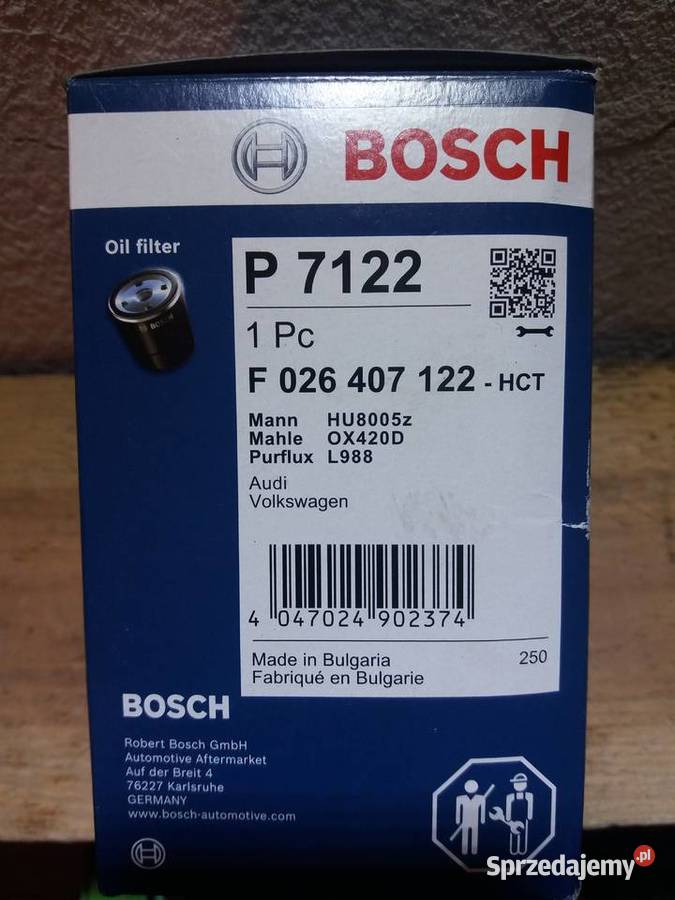 BOSCH
Oil filter
BOSCH
P 7122
1 Pc
F 026 407 122 - HCT
Mann HU8005z
Mahle OX420D
Purflux L988
Audi
Volkswagen
4 047024 902374
Made in Bulgaria 250
Fabriqué en Bulgarie
BOSCH
Robert Bosch GmbH
Automotive Aftermarket
Auf der Breit 4
76227 Karlsruhe
GERMANY
www.bosch-automotive.com
Sprzedajemy.pl